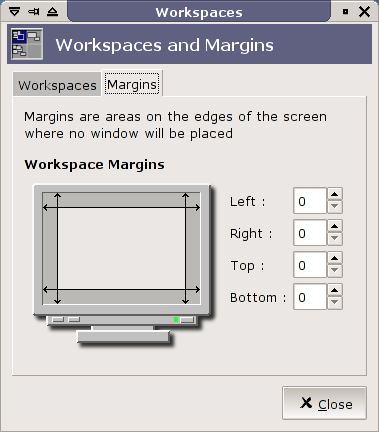 Workspaces
Workspaces and Margins
Workspaces Margins
Margins are areas on the edges of the screen
where no window will be placed
Workspace Margins
Left : 0
Right : 0
Top : 0
Bottom : 0
Close